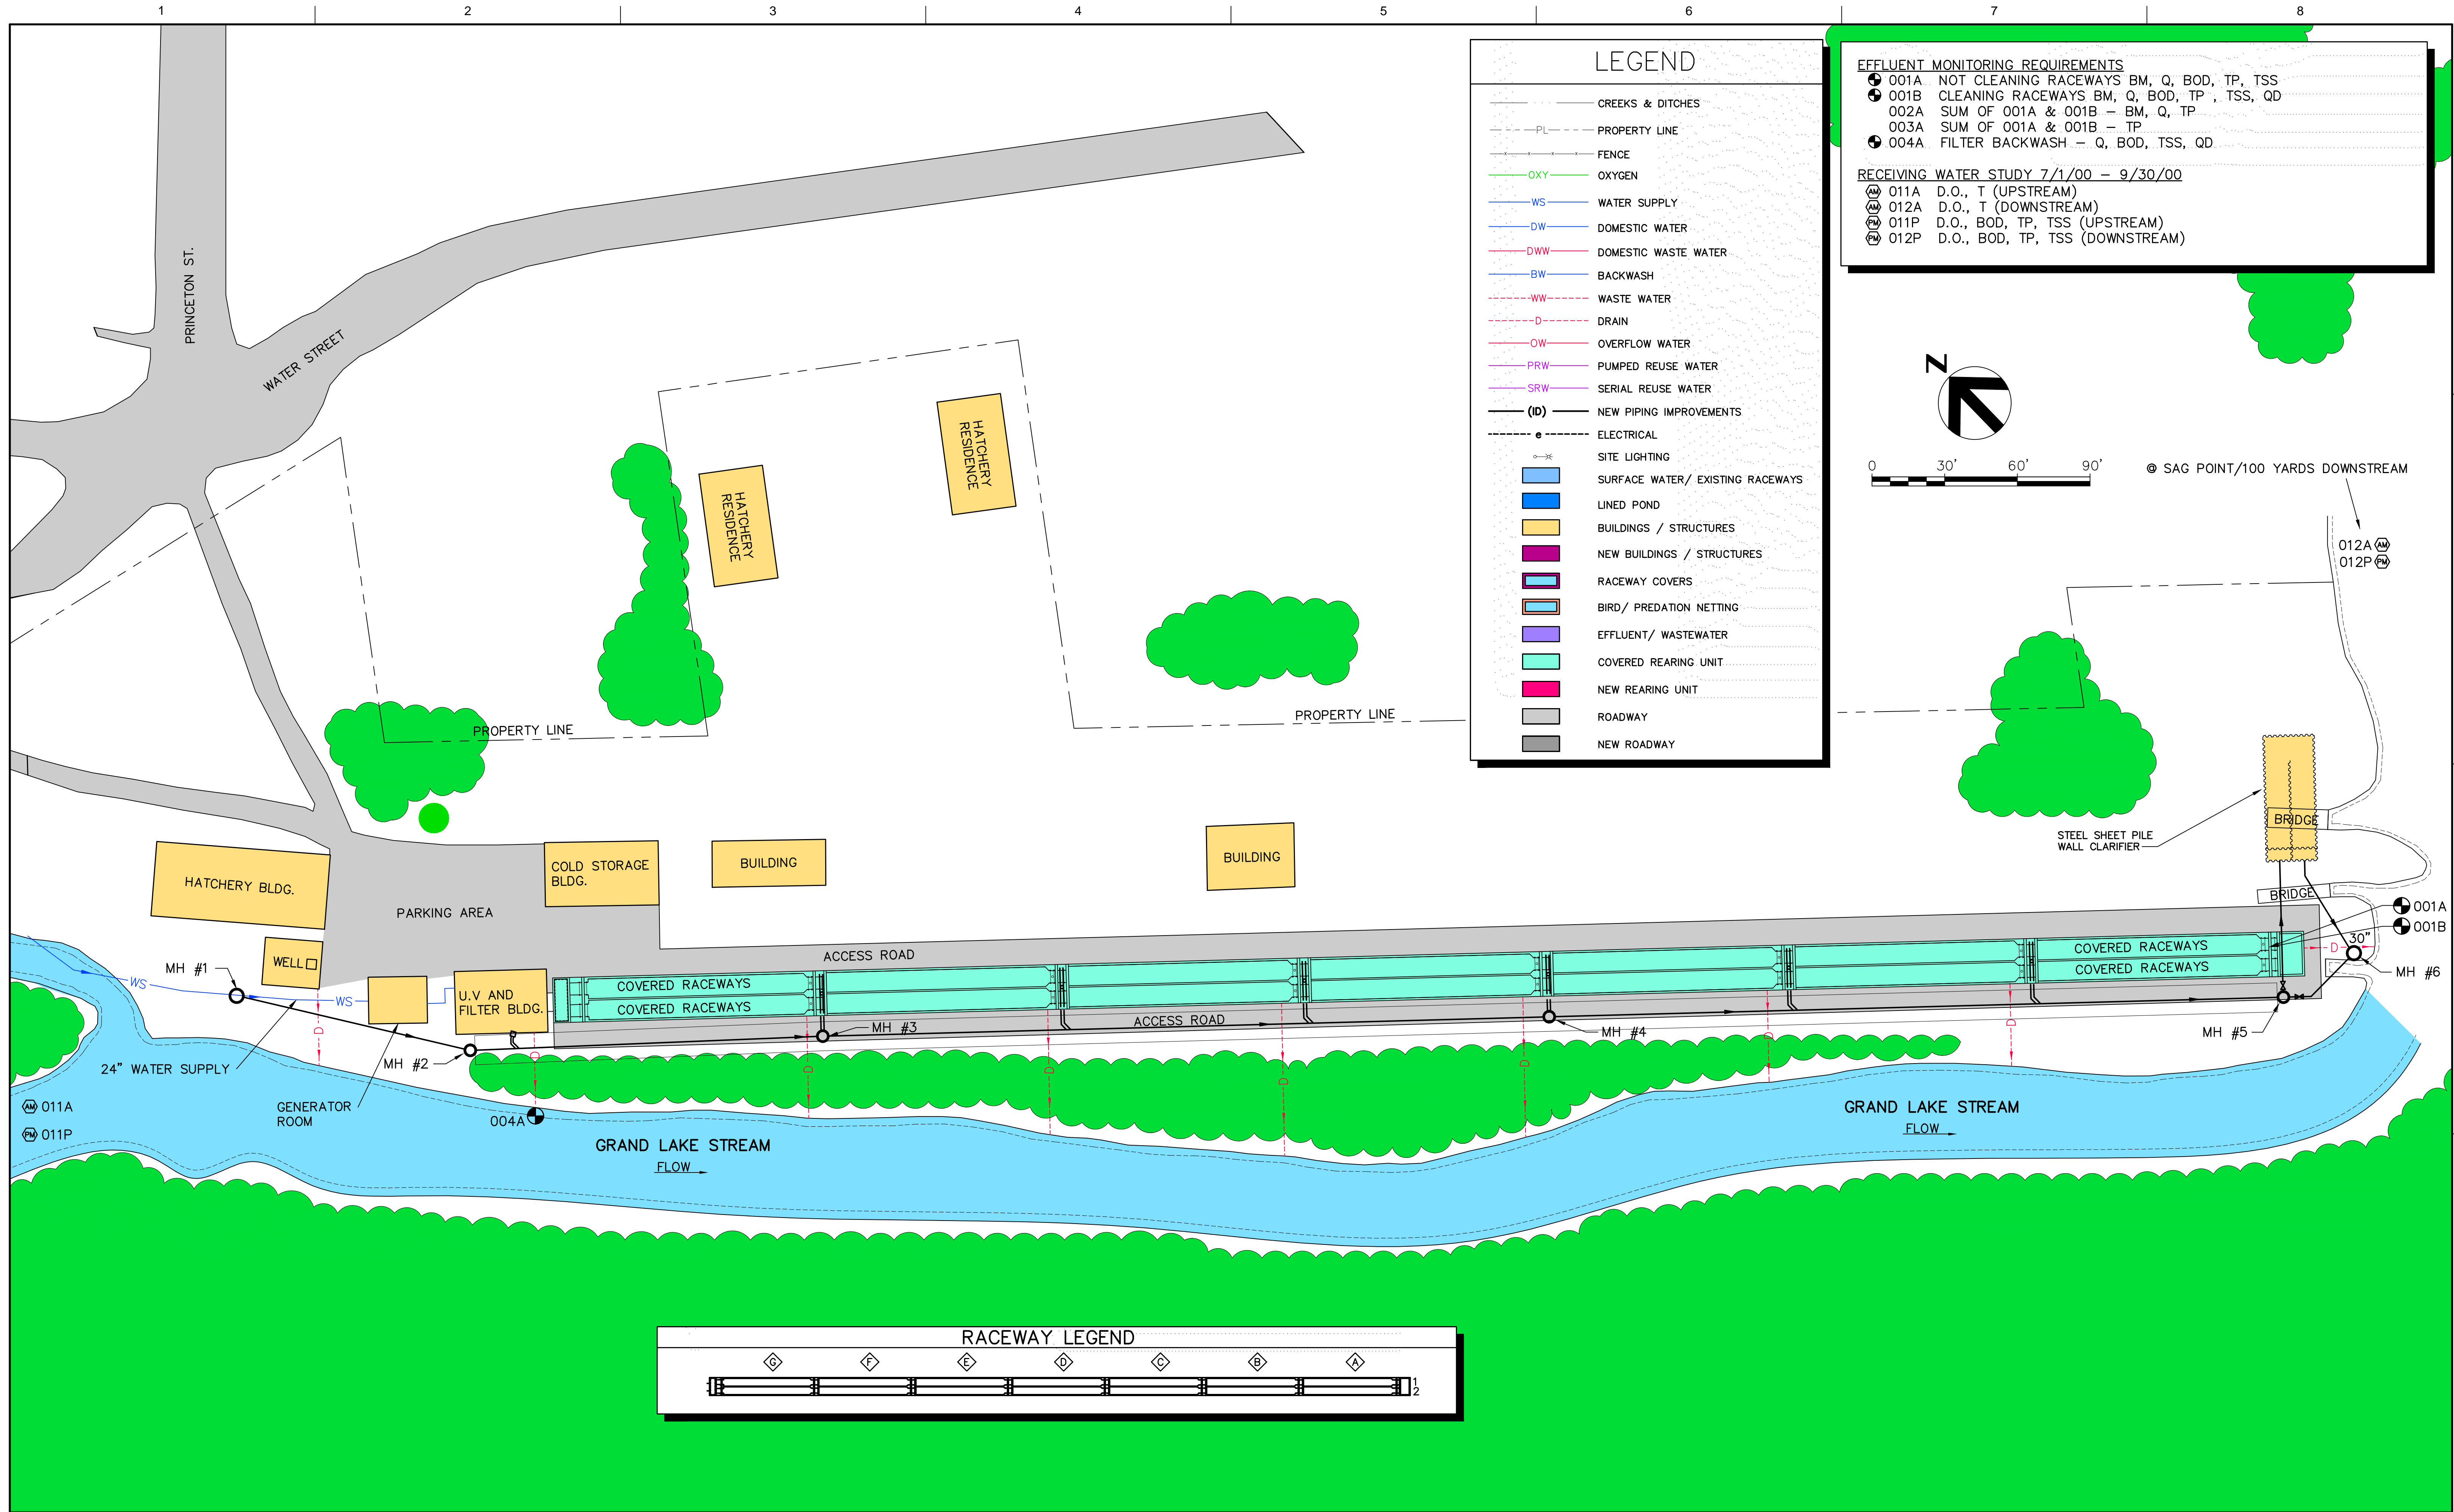 1 2 3 4 5 6 7 8
LEGEND
CREEKS & DITCHES
PL PROPERTY LINE
FENCE
OXY OXYGEN
WS WATER SUPPLY
DW DOMESTIC WATER
DWW DOMESTIC WASTE WATER
BW BACKWASH
WW WASTE WATER
D DRAIN
OW OVERFLOW WATER
PRW PUMPED REUSE WATER
SRW SERIAL REUSE WATER
(ID) NEW PIPING IMPROVEMENTS
e ELECTRICAL
SITE LIGHTING
SURFACE WATER/ EXISTING RACEWAYS
LINED POND
BUILDINGS / STRUCTURES
NEW BUILDINGS / STRUCTURES
RACEWAY COVERS
BIRD/ PREDATION NETTING
EFFLUENT/ WASTEWATER
COVERED REARING UNIT
NEW REARING UNIT
ROADWAY
NEW ROADWAY
EFFLUENT MONITORING REQUIREMENTS
001A NOT CLEANING RACEWAYS BM, Q, BOD, TP, TSS
001B CLEANING RACEWAYS BM, Q, BOD, TP , TSS, QD
002A SUM OF 001A & 001B – BM, Q, TP
003A SUM OF 001A & 001B – TP
004A FILTER BACKWASH – Q, BOD, TSS, QD
RECEIVING WATER STUDY 7/1/00 – 9/30/00
AM 011A D.O., T (UPSTREAM)
AM 012A D.O., T (DOWNSTREAM)
PM 011P D.O., BOD, TP, TSS (UPSTREAM)
PM 012P D.O., BOD, TP, TSS (DOWNSTREAM)
PRINCETON ST.
WATER STREET
HATCHERY
RESIDENCE
HATCHERY
RESIDENCE
N
0 30' 60' 90'
@ SAG POINT/100 YARDS DOWNSTREAM
012A AM
012P PM
PROPERTY LINE
PROPERTY LINE
STEEL SHEET PILE
WALL CLARIFIER
BRIDGE
BRIDGE
HATCHERY BLDG.
PARKING AREA
COLD STORAGE
BLDG.
BUILDING
BUILDING
WELL
MH #1
WS
WS
U.V AND
FILTER BLDG.
ACCESS ROAD
COVERED RACEWAYS
COVERED RACEWAYS
COVERED RACEWAYS
COVERED RACEWAYS
001A
001B
30"
D
MH #6
ACCESS ROAD
MH #2
MH #3
MH #4
MH #5
24" WATER SUPPLY
GENERATOR
ROOM
D
D
D
D
D
D
D
D
AM 011A
PM 011P
004A
GRAND LAKE STREAM
FLOW
GRAND LAKE STREAM
FLOW
RACEWAY LEGEND
G F E D C B A
1
2